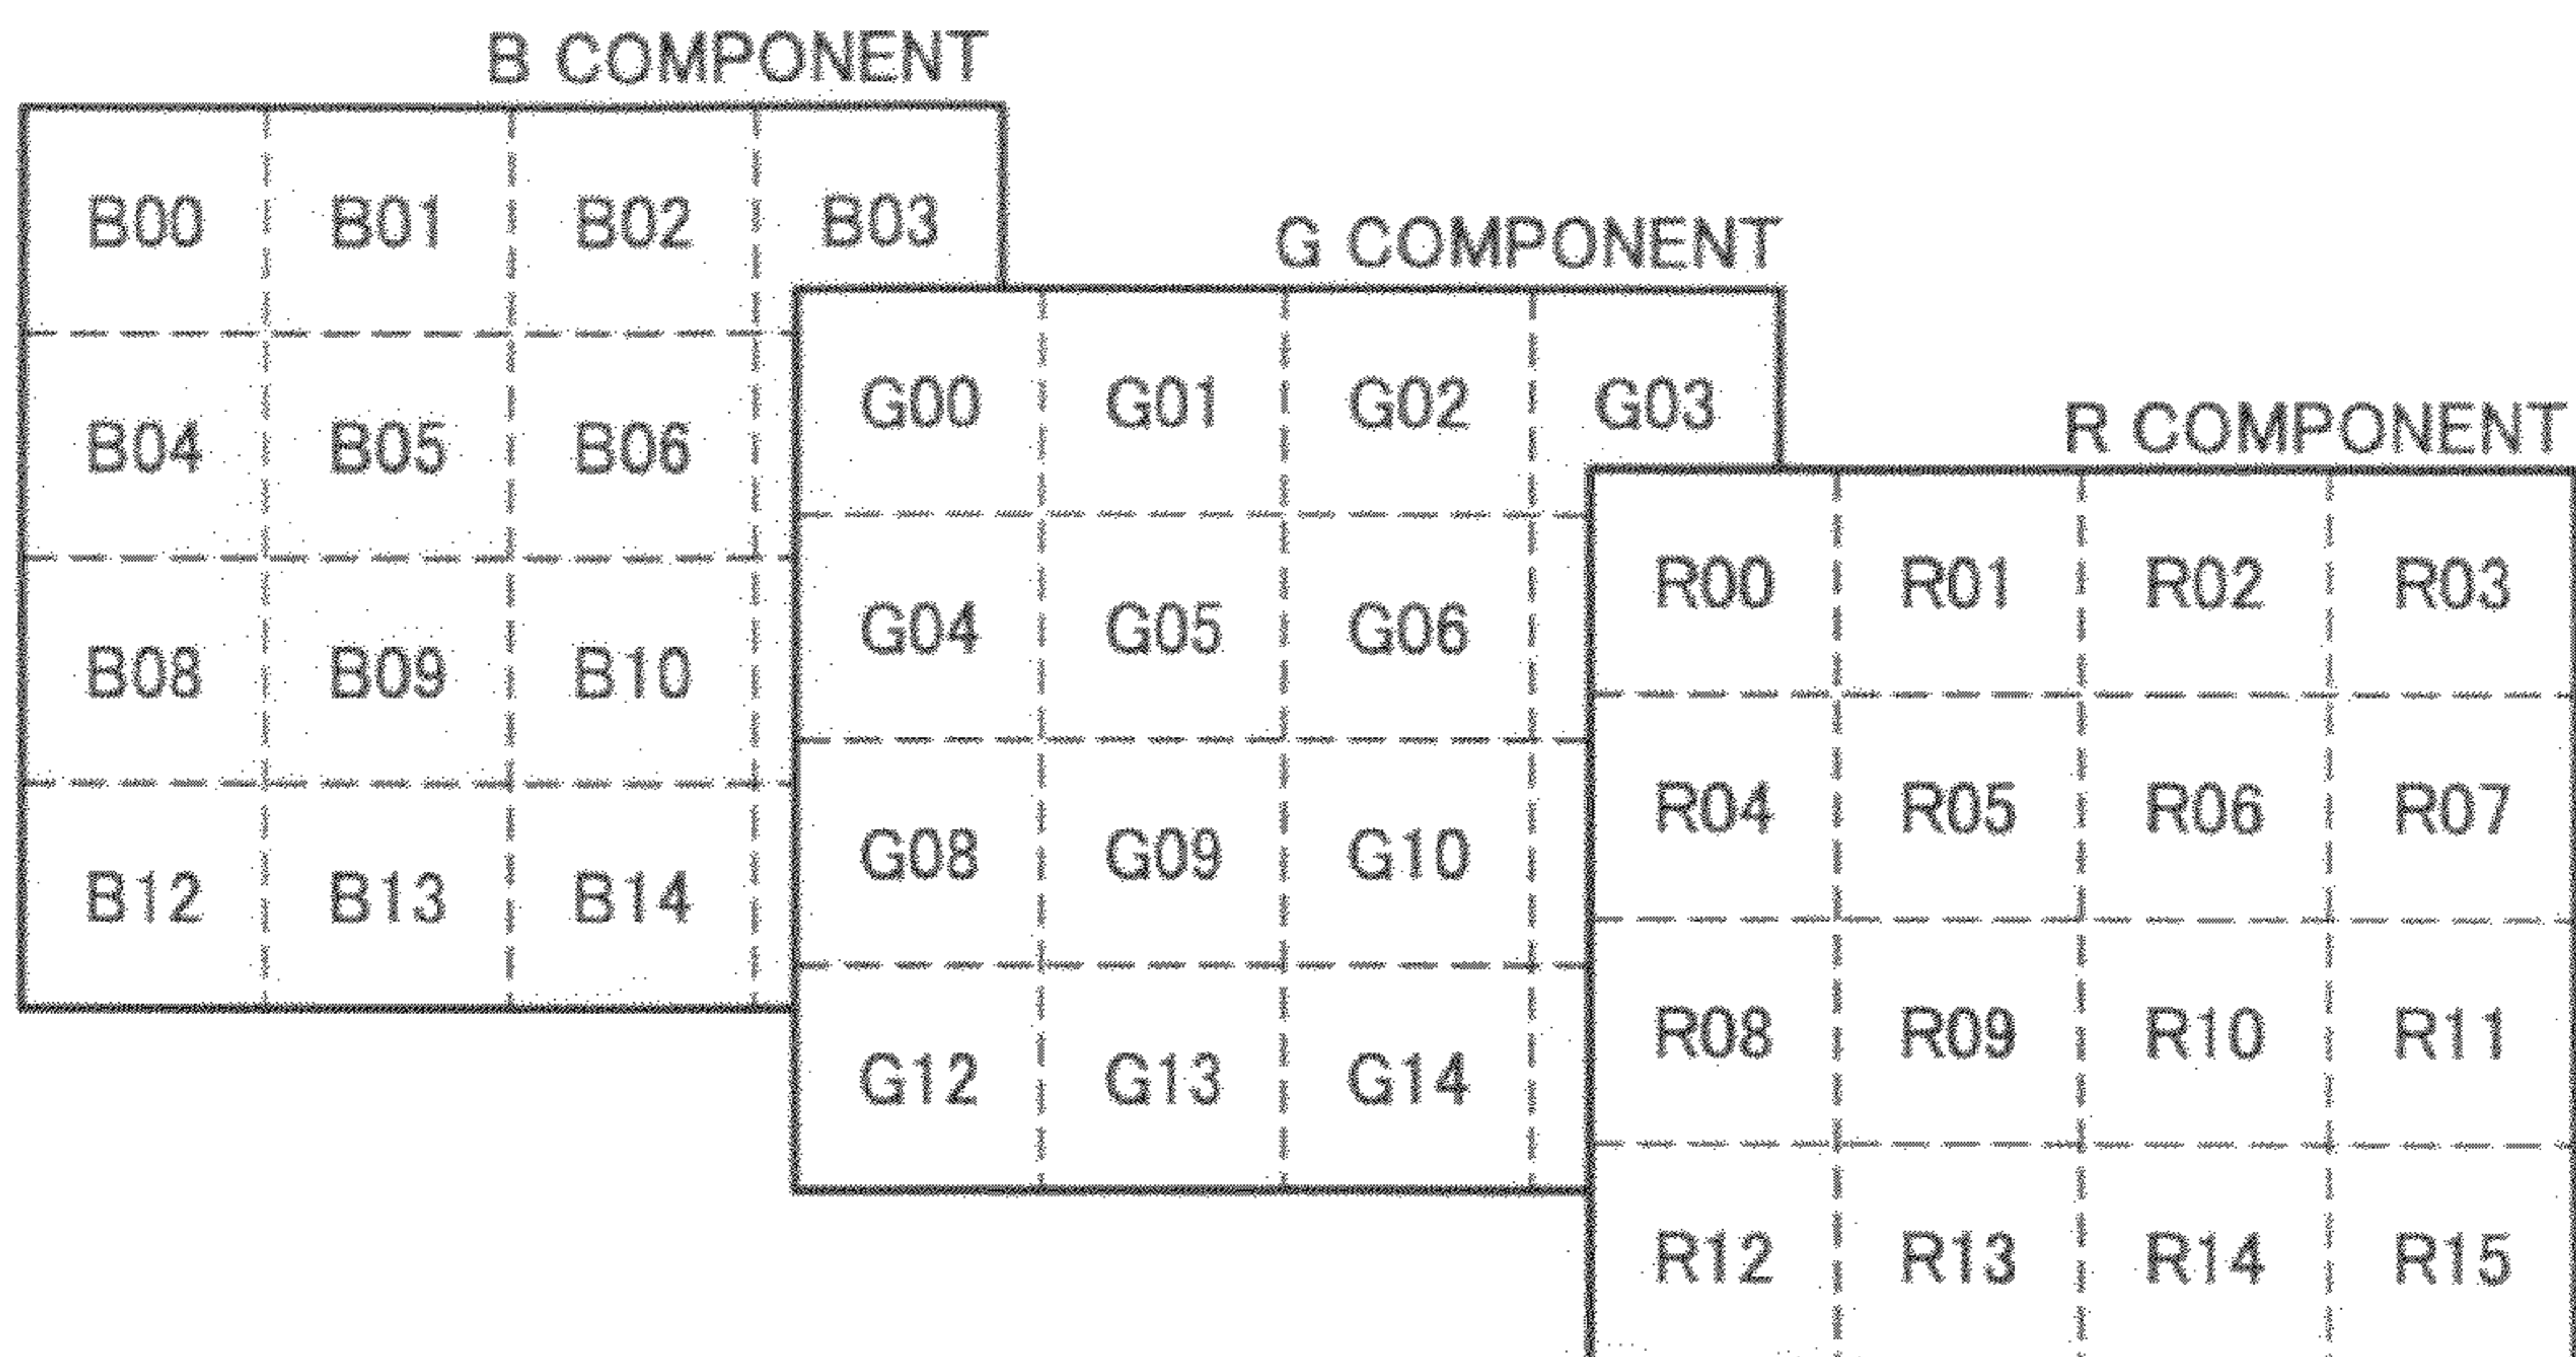 B COMPONENT
B00 B01 B02 B03
B04 B05 B06
B08 B09 B10
B12 B13 B14
G COMPONENT
G00 G01 G02 G03
G04 G05 G06
G08 G09 G10
G12 G13 G14
R COMPONENT
R00 R01 R02 R03
R04 R05 R06 R07
R08 R09 R10 R11
R12 R13 R14 R15